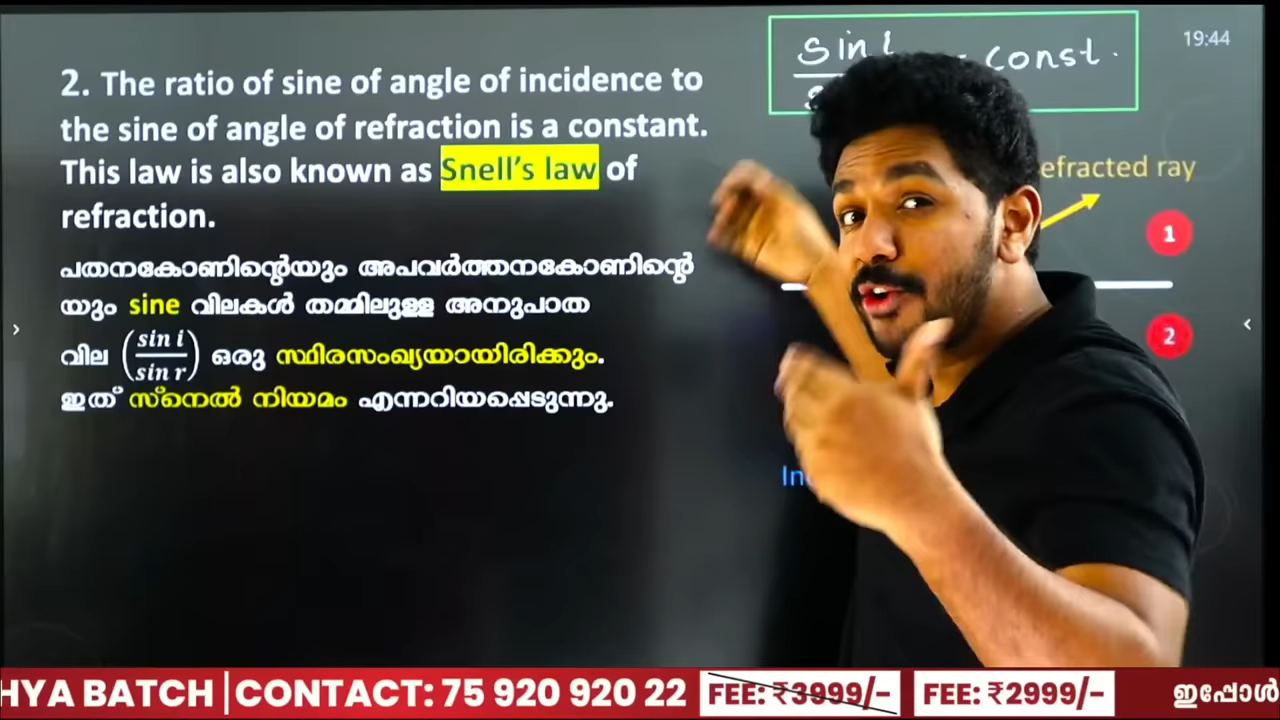 19:44
sin i
= const.
2. The ratio of sine of angle of incidence to
the sine of angle of refraction is a constant.
This law is also known as Snell's law of
refraction.
പതനകോണിന്റെയും അപവർത്തനകോണിന്റെ
യും sine വിലകൾ തമ്മിലുള്ള അനുപാത
വില (sin i / sin r) ഒരു സ്ഥിരസംഖ്യയായിരിക്കും.
ഇത് സ്നെൽ നിയമം എന്നറിയപ്പെടുന്നു.
efracted ray
1
2
In
HYA BATCH | CONTACT: 75 920 920 22 FEE: ₹3999/- FEE: ₹2999/- ഇപ്പോൾ